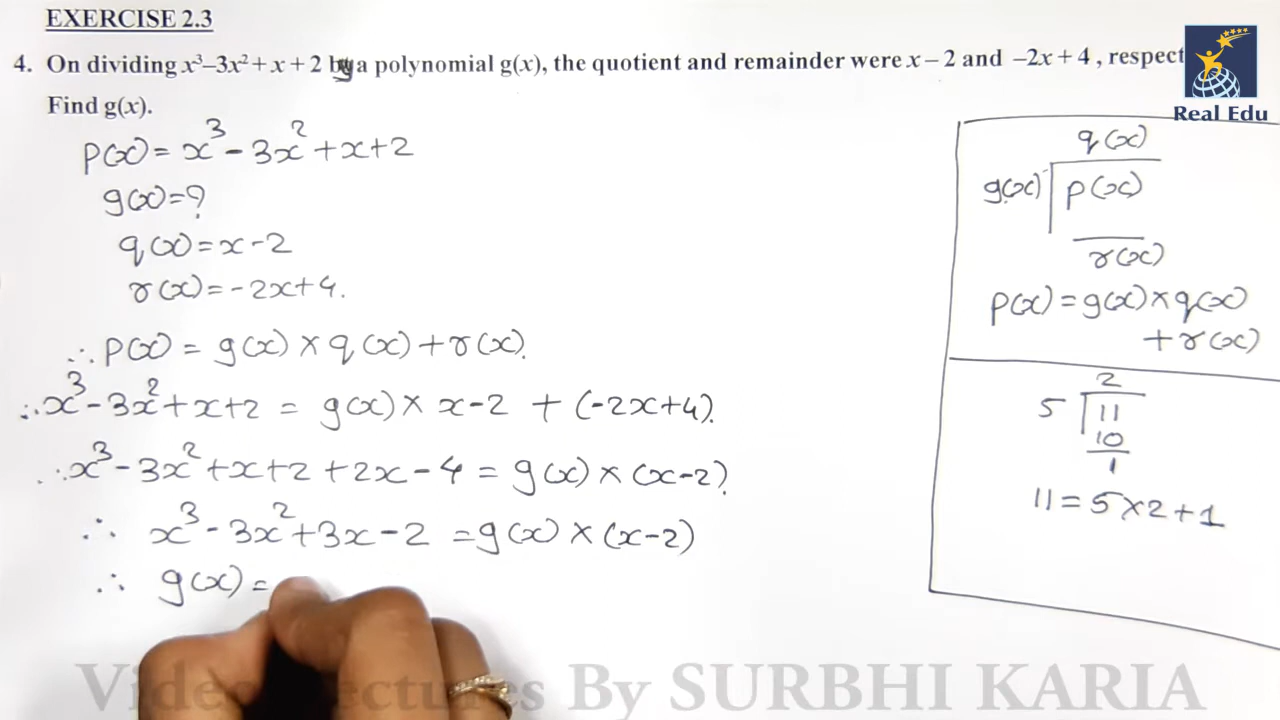 EXERCISE 2.3
4. On dividing x³–3x²+x+2 by a polynomial g(x), the quotient and remainder were x–2 and –2x+4, respect
Find g(x).
Real Edu
p(x) = x³ - 3x² + x + 2
g(x) = ?
q(x) = x - 2
r(x) = -2x + 4.
∴ p(x) = g(x) × q(x) + r(x).
∴ x³ - 3x² + x + 2 = g(x) × x - 2 + (-2x + 4).
∴ x³ - 3x² + x + 2 + 2x - 4 = g(x) × (x - 2).
∴ x³ - 3x² + 3x - 2 = g(x) × (x - 2)
∴ g(x) =
q(x)
g(x) p(x)
r(x)
p(x) = g(x) × q(x)
+ r(x)
2
5 11
10
1
11 = 5 × 2 + 1
Video Lectures By SURBHI KARIA